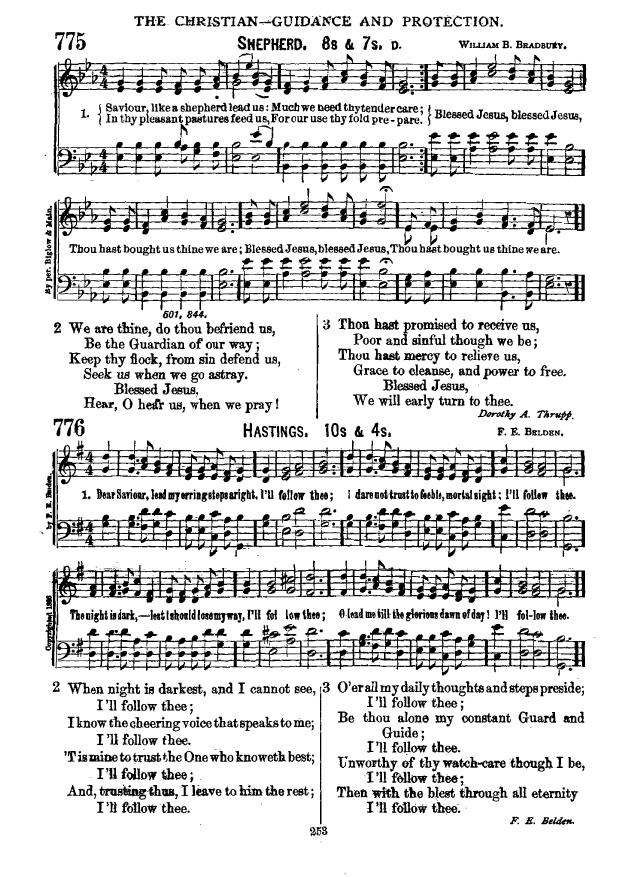 THE CHRISTIAN—GUIDANCE AND PROTECTION.
775 SHEPHERD. 8s & 7s. D. WILLIAM B. BRADBURY.
1. { Saviour, like a shepherd lead us: Much we need thy tender care; } Blessed Jesus, blessed Jesus,
{ In thy pleasant pastures feed us, For our use thy fold pre-pare. }
By per. Biglow & Main.
Thou hast bought us thine we are; Blessed Jesus, blessed Jesus, Thou hast bought us thine we are.
601, 844.
2 We are thine, do thou befriend us,
Be the Guardian of our way;
Keep thy flock, from sin defend us,
Seek us when we go astray.
Blessed Jesus,
Hear, O hear us, when we pray!
3 Thou hast promised to receive us,
Poor and sinful though we be;
Thou hast mercy to relieve us,
Grace to cleanse, and power to free.
Blessed Jesus,
We will early turn to thee.
Dorothy A. Thrupp.
776 HASTINGS. 10s & 4s. F. E. BELDEN.
1. Dear Saviour, lead my erring steps aright, I'll follow thee; I dare not trust to feeble, mortal sight; I'll follow thee.
Copyrighted 1886 by F. E. Belden.
The night is dark,—lest I should lose my way, I'll fol low thee; O lead me till the glorious dawn of day! I'll fol-low thee.
2 When night is darkest, and I cannot see,
I'll follow thee;
I know the cheering voice that speaks to me;
I'll follow thee.
'Tis mine to trust the One who knoweth best;
I'll follow thee;
And, trusting thus, I leave to him the rest;
I'll follow thee.
3 O'er all my daily thoughts and steps preside;
I'll follow thee;
Be thou alone my constant Guard and
Guide;
I'll follow thee.
Unworthy of thy watch-care though I be,
I'll follow thee;
Then with the blest through all eternity
I'll follow thee.
F. E. Belden.
253